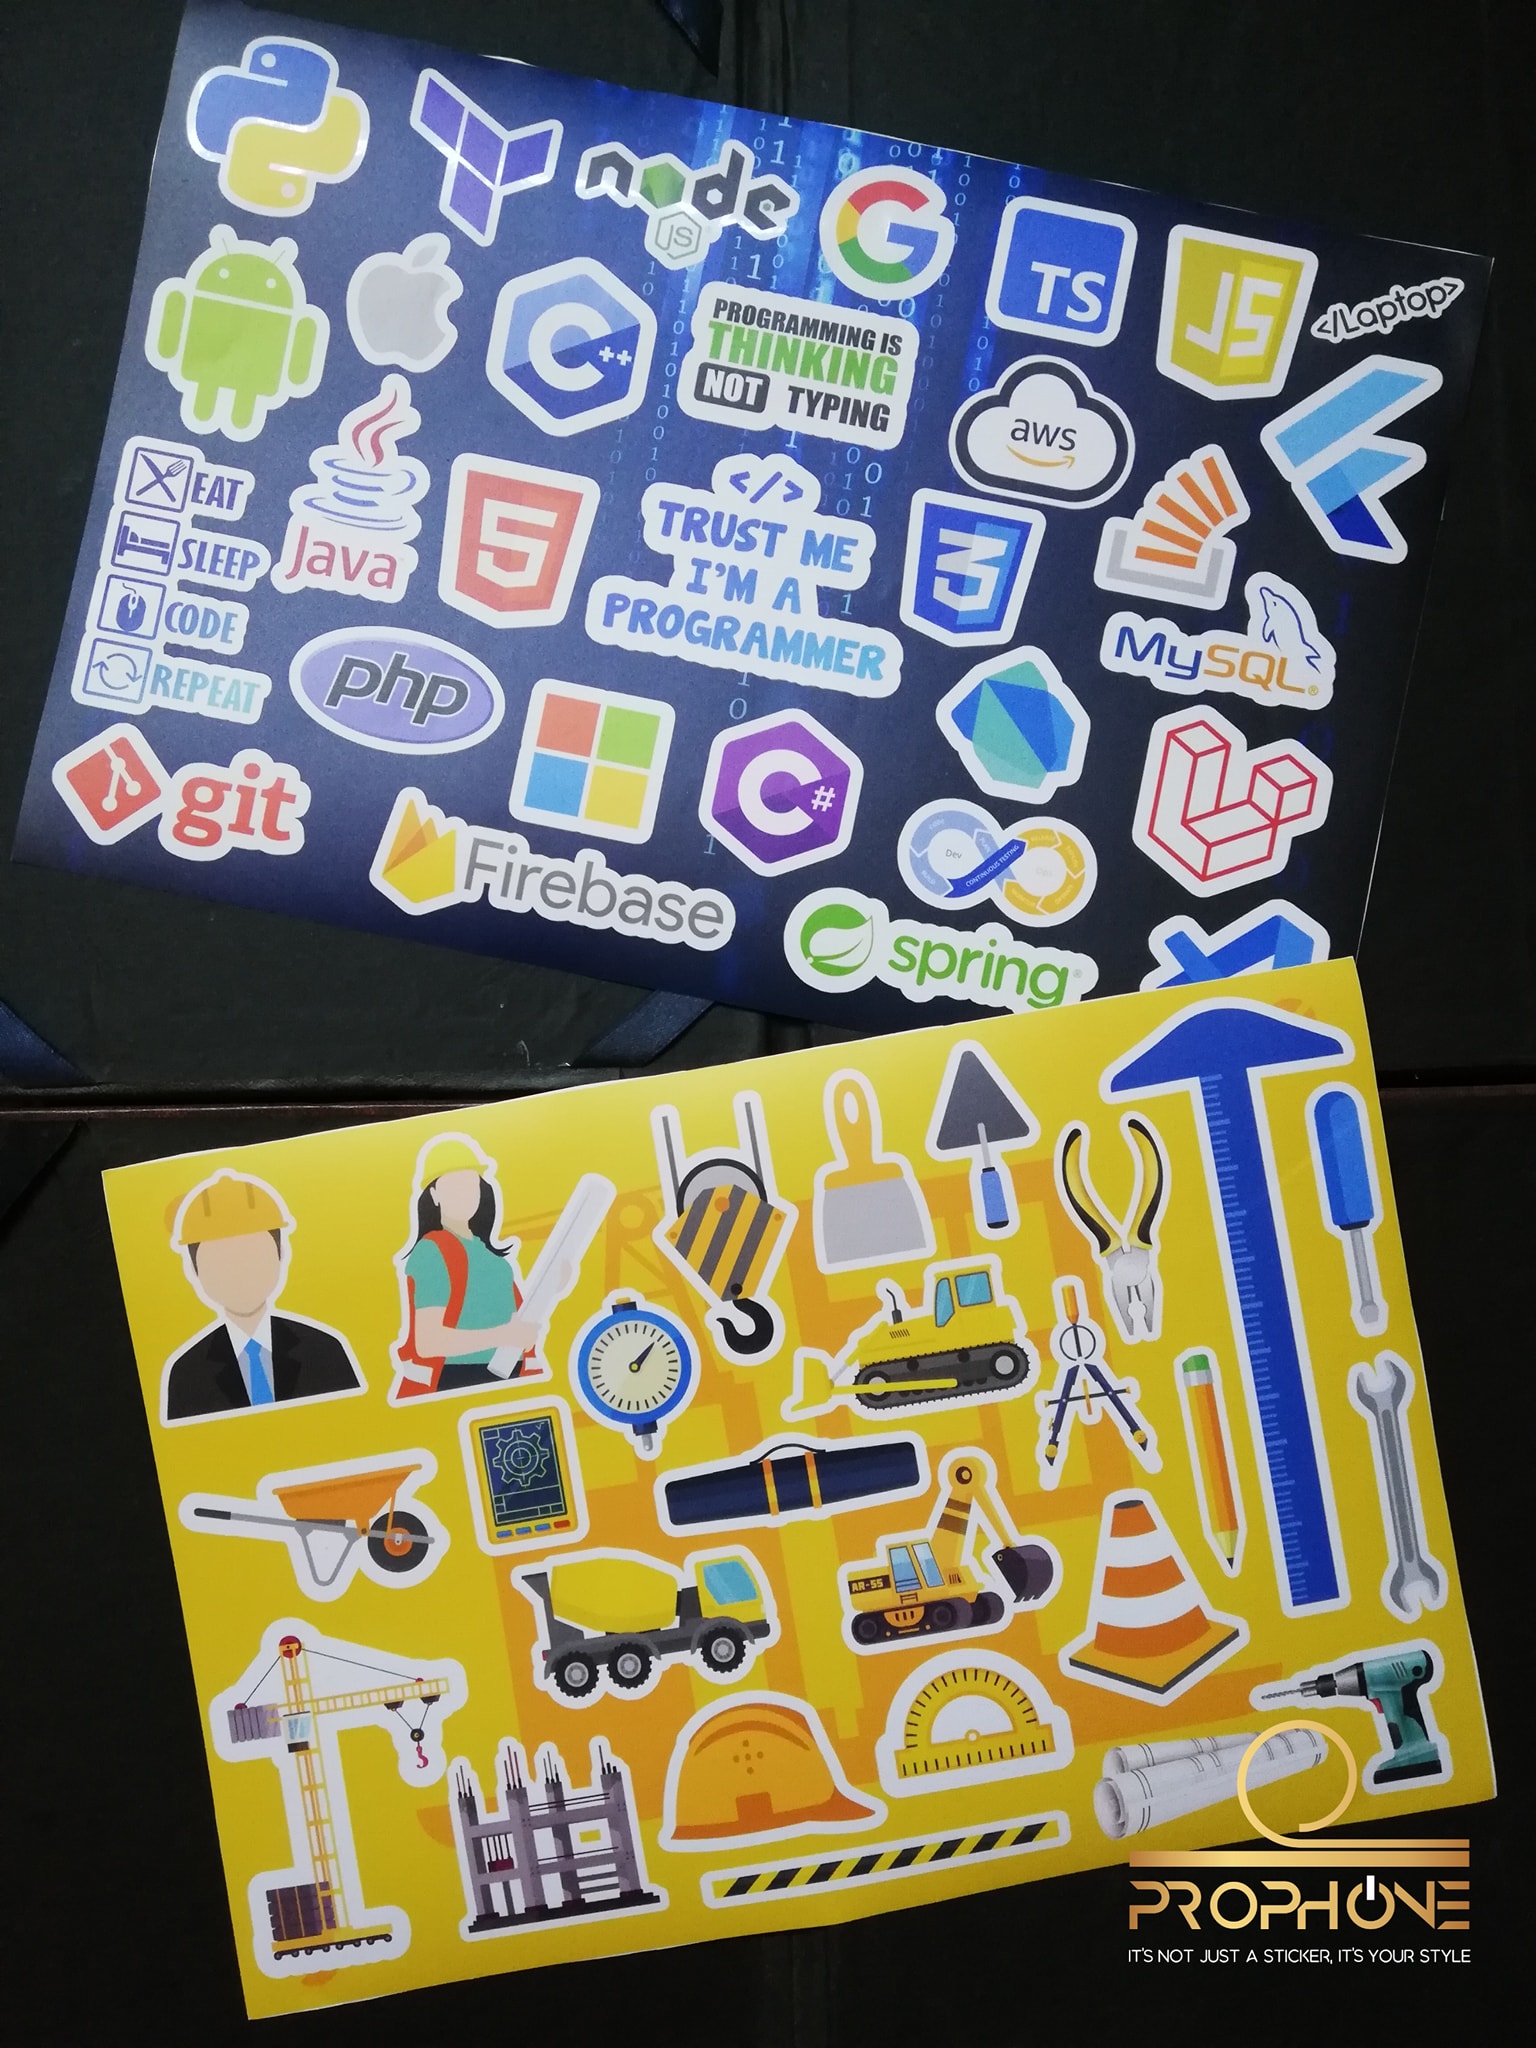 node
JS
TS
JS
</Laptop>
C++
PROGRAMMING IS
THINKING
NOT TYPING
aws
EAT
SLEEP
CODE
REPEAT
Java
5
</>
TRUST ME
I'M A
PROGRAMMER
3
MySQL®
php
C#
git
Firebase
Dev
CONTINUOUS TESTING
Ops
spring®
AR-55
PROPHONE
IT'S NOT JUST A STICKER, IT'S YOUR STYLE